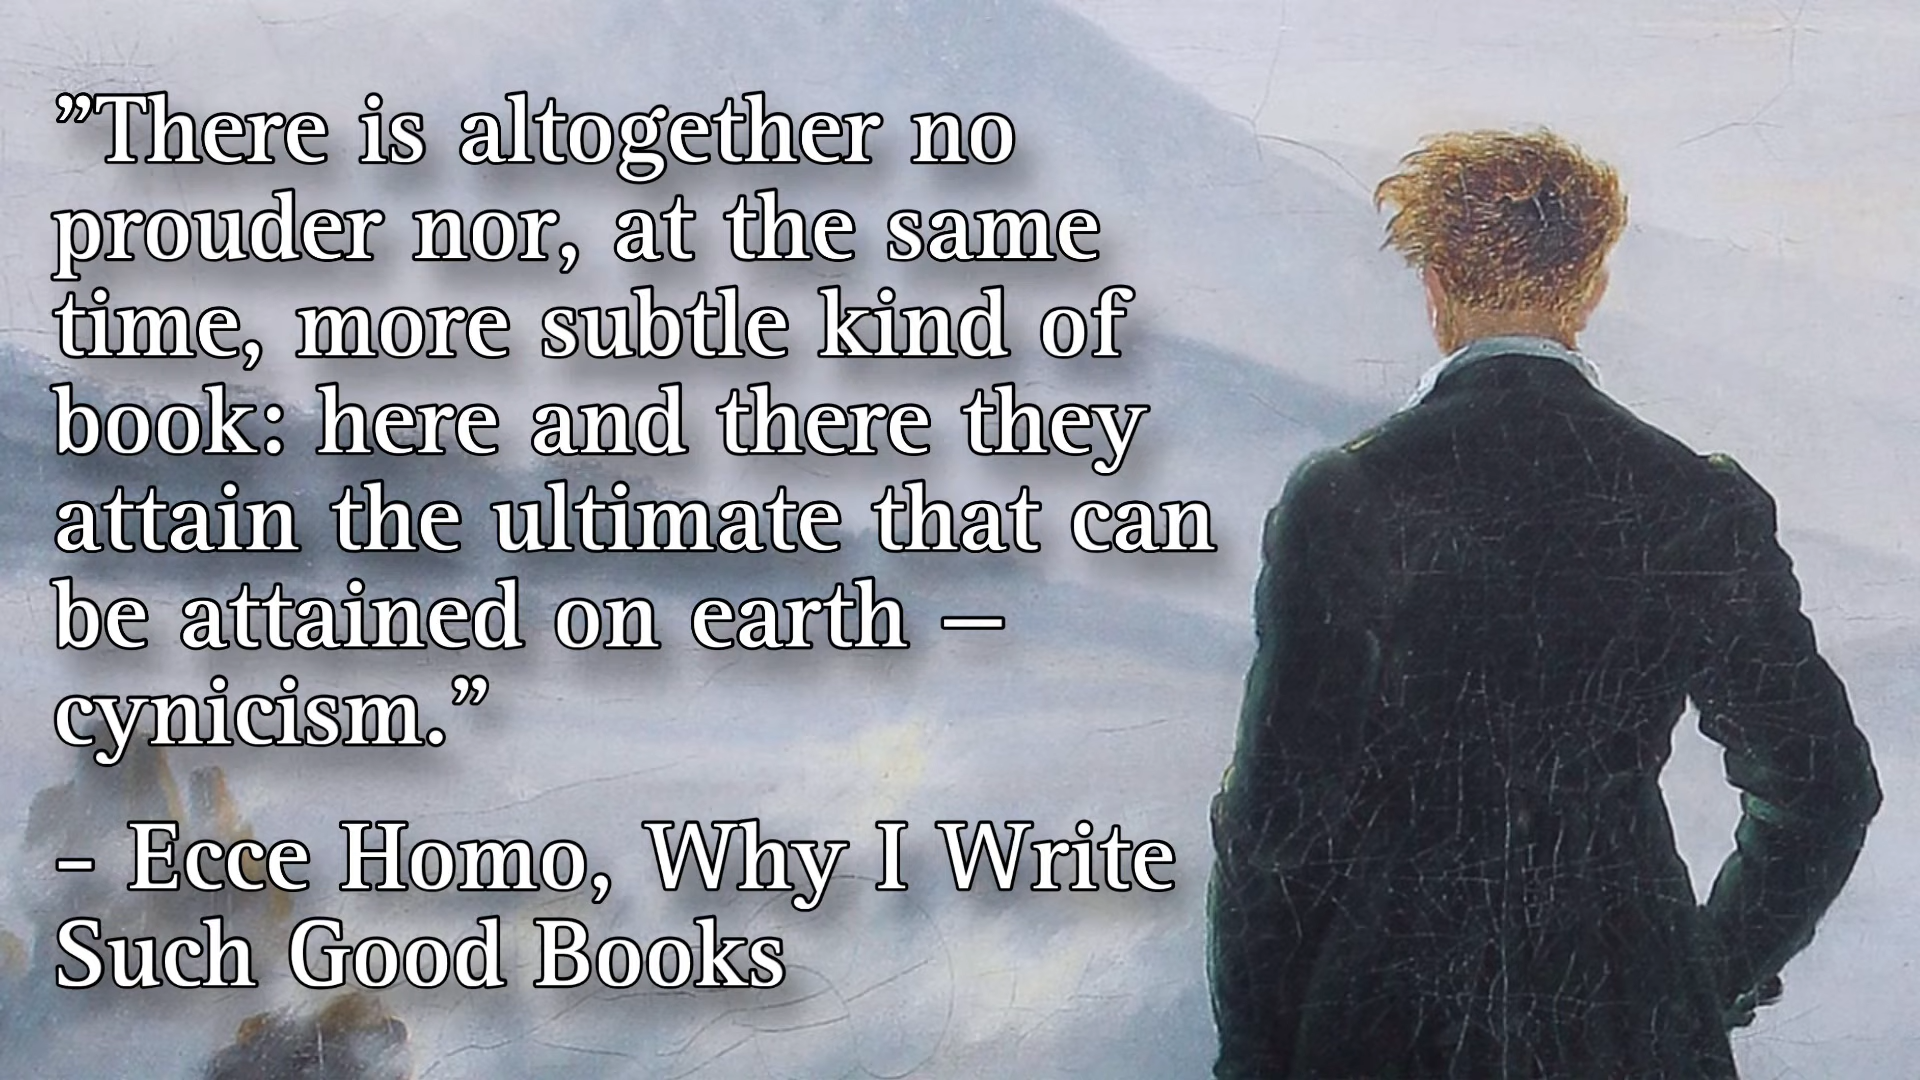 ”There is altogether no
prouder nor, at the same
time, more subtle kind of
book: here and there they
attain the ultimate that can
be attained on earth —
cynicism.”
– Ecce Homo, Why I Write
Such Good Books